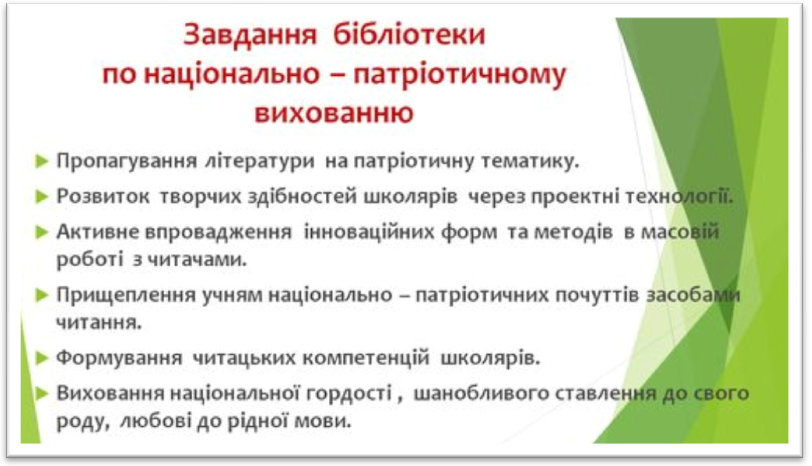 Завдання бібліотеки
по національно – патріотичному
вихованню
Пропагування літератури на патріотичну тематику.
Розвиток творчих здібностей школярів через проектні технології.
Активне впровадження інноваційних форм та методів в масовій
роботі з читачами.
Прищеплення учням національно – патріотичних почуттів засобами
читання.
Формування читацьких компетенцій школярів.
Виховання національної гордості , шанобливого ставлення до свого
роду, любові до рідної мови.